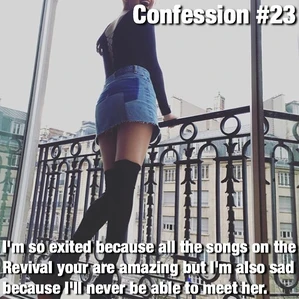 Confession #23
I'm so exited because all the songs on the
Revival your are amazing but I'm also sad
because I'll never be able to meet her.